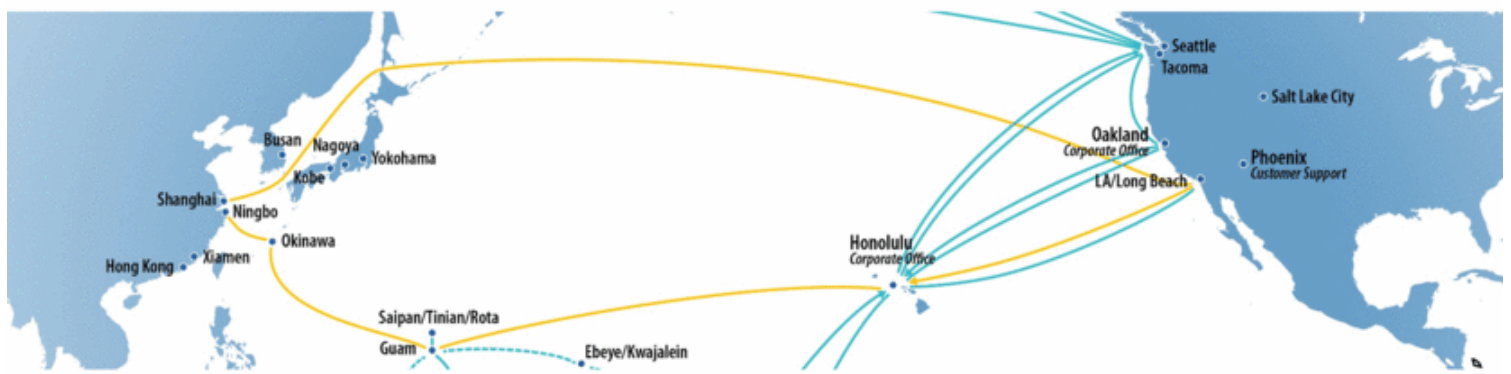 Seattle
Tacoma
Salt Lake City
Oakland
Corporate Office
Phoenix
Customer Support
LA/Long Beach
Busan
Nagoya
Yokohama
Kobe
Shanghai
Ningbo
Okinawa
Xiamen
Hong Kong
Honolulu
Corporate Office
Saipan/Tinian/Rota
Guam
Ebeye/Kwajalein